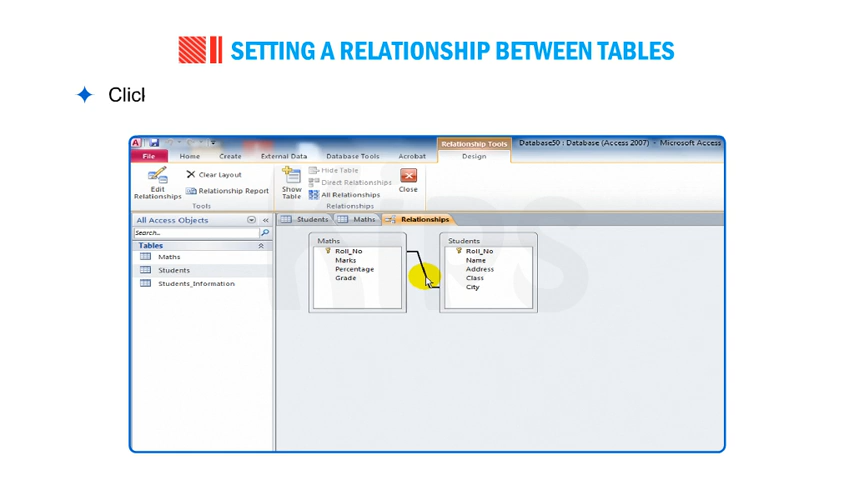 SETTING A RELATIONSHIP BETWEEN TABLES
Clic
Relationship Tools
Database50 : Database (Access 2007) - Microsoft Access
File
Home
Create
External Data
Database Tools
Acrobat
Design
Edit Relationships
Clear Layout
Relationship Report
Tools
Show Table
Hide Table
Direct Relationships
All Relationships
Relationships
Close
All Access Objects
Search...
Tables
Maths
Students
Students_Information
Students
Maths
Relationships
Maths
Roll_No
Marks
Percentage
Grade
Students
Roll_No
Name
Address
Class
City
nips